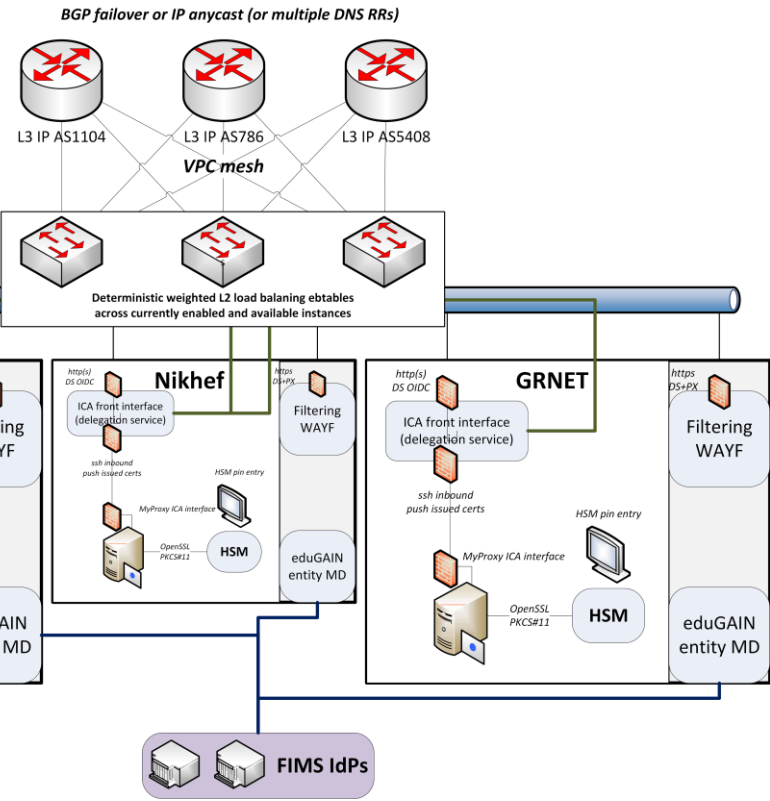 BGP failover or IP anycast (or multiple DNS RRs)
L3 IP AS1104
L3 IP AS786
L3 IP AS5408
VPC mesh
Deterministic weighted L2 load balaning ebtables
across currently enabled and available instances
ing
YF
AIN
MD
http(s)
DS OIDC
Nikhef
https
DS+PX
ICA front interface
(delegation service)
Filtering
WAYF
ssh inbound
push issued certs
HSM pin entry
MyProxy ICA interface
OpenSSL
PKCS#11
HSM
eduGAIN
entity MD
http(s)
DS OIDC
GRNET
https
DS+PX
ICA front interface
(delegation service)
Filtering
WAYF
ssh inbound
push issued certs
HSM pin entry
MyProxy ICA interface
OpenSSL
PKCS#11
HSM
eduGAIN
entity MD
FIMS IdPs